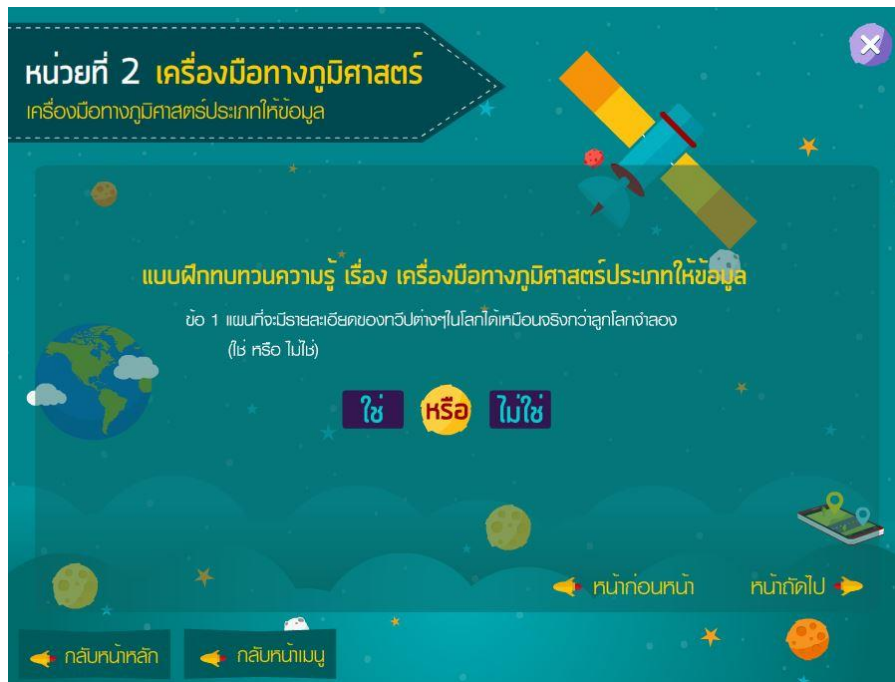 หน่วยที่ 2 เครื่องมือทางภูมิศาสตร์
เครื่องมือทางภูมิศาสตร์ประเภทให้ข้อมูล
แบบฝึกทบทวนความรู้ เรื่อง เครื่องมือทางภูมิศาสตร์ประเภทให้ข้อมูล
ข้อ 1 แผนที่จะมีรายละเอียดของทวีปต่างๆในโลกได้เหมือนจริงกว่าลูกโลกจำลอง
(ใช่ หรือ ไม่ใช่)
ใช่ หรือ ไม่ใช่
หน้าก่อนหน้า หน้าถัดไป
กลับหน้าหลัก กลับหน้าเมนู